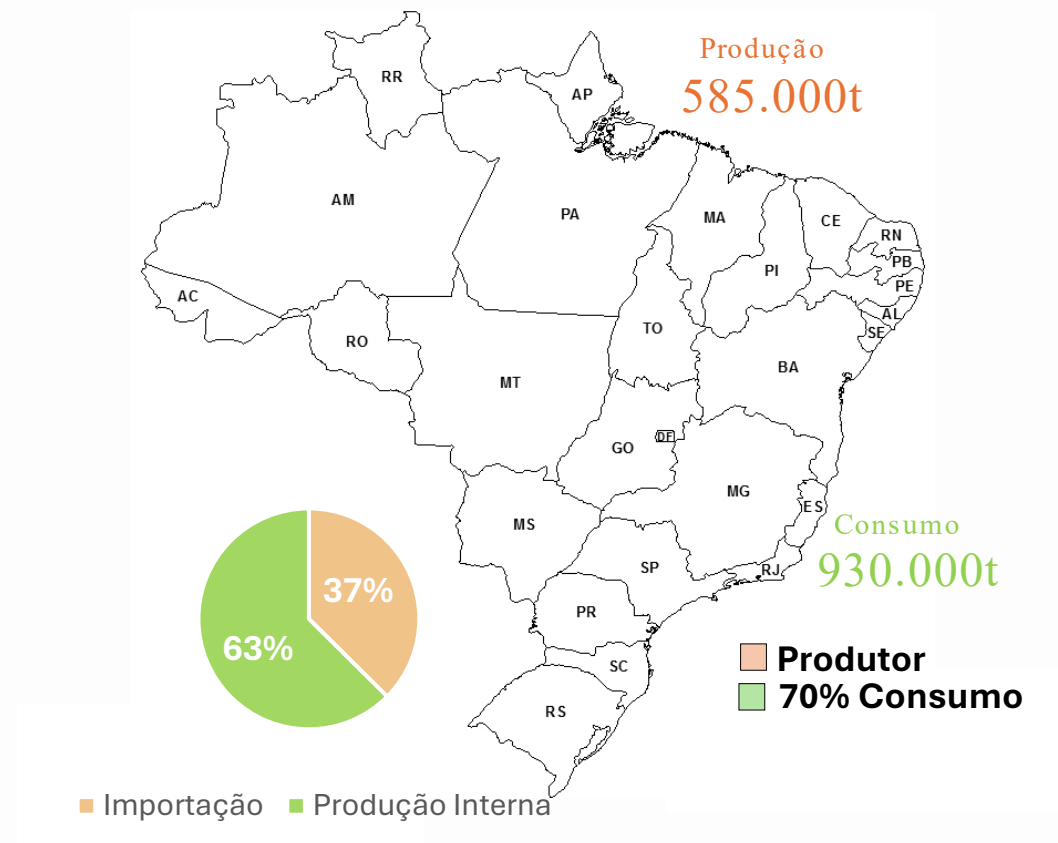 Produção
585.000t
RR
AP
AM
PA
MA
CE
RN
PB
PI
PE
AC
AL
TO
SE
RO
BA
MT
DF
GO
MG
ES
MS
Consumo
930.000t
SP
RJ
37%
PR
63%
Produtor
SC
70% Consumo
RS
Importação Produção Interna